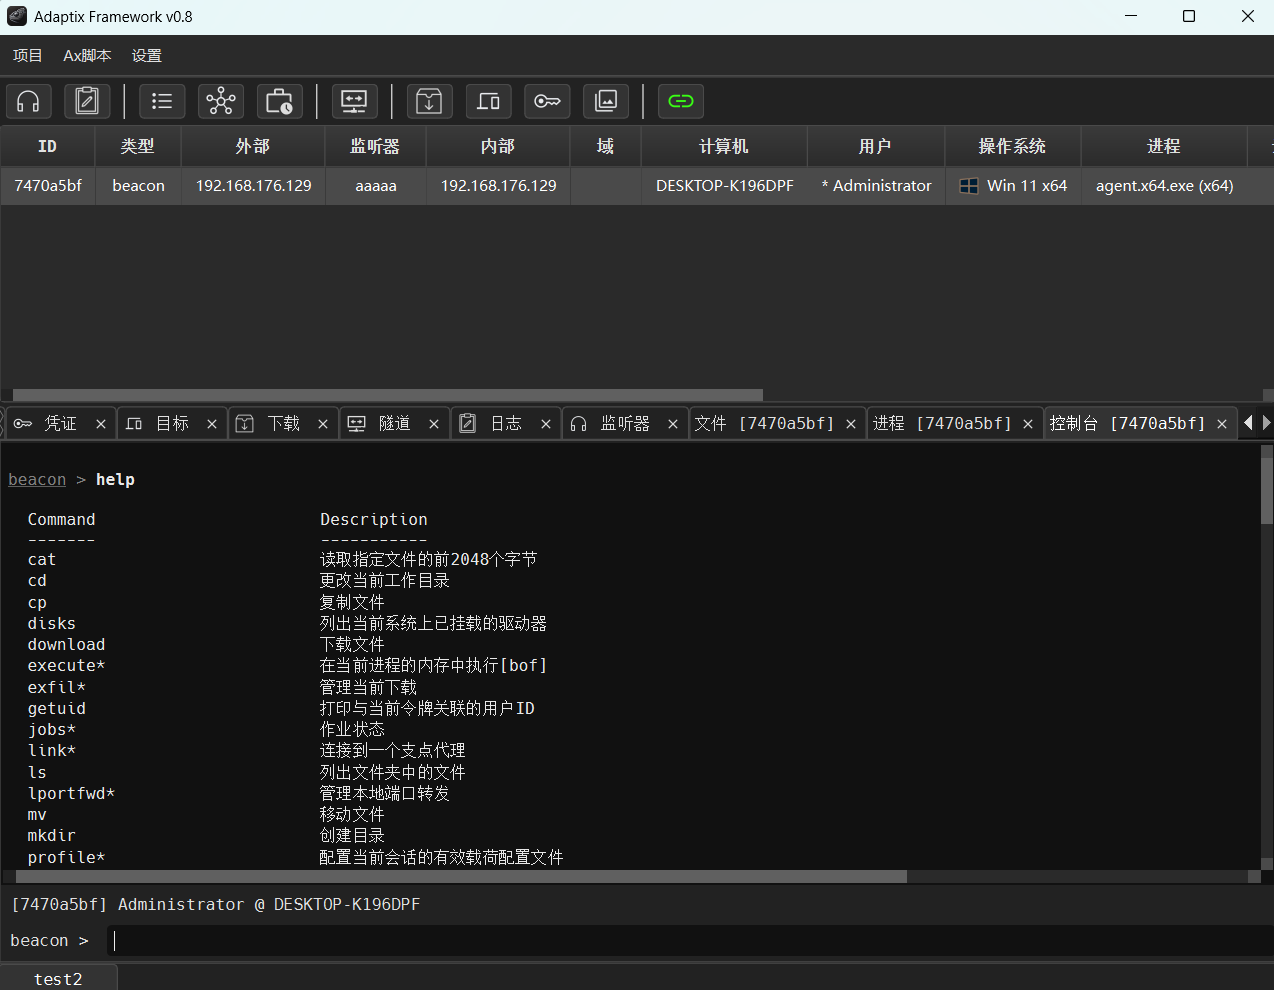 Adaptix Framework v0.8
项目 Ax脚本 设置
ID 类型 外部 监听器 内部 域 计算机 用户 操作系统 进程
7470a5bf beacon 192.168.176.129 aaaaa 192.168.176.129 DESKTOP-K196DPF * Administrator Win 11 x64 agent.x64.exe (x64)
凭证 目标 下载 隧道 日志 监听器 文件 [7470a5bf] 进程 [7470a5bf] 控制台 [7470a5bf]
beacon > help
Command Description
------- -----------
cat 读取指定文件的前2048个字节
cd 更改当前工作目录
cp 复制文件
disks 列出当前系统上已挂载的驱动器
download 下载文件
execute* 在当前进程的内存中执行[bof]
exfil* 管理当前下载
getuid 打印与当前令牌关联的用户ID
jobs* 作业状态
link* 连接到一个支点代理
ls 列出文件夹中的文件
lportfwd* 管理本地端口转发
mv 移动文件
mkdir 创建目录
profile* 配置当前会话的有效载荷配置文件
[7470a5bf] Administrator @ DESKTOP-K196DPF
beacon >
test2